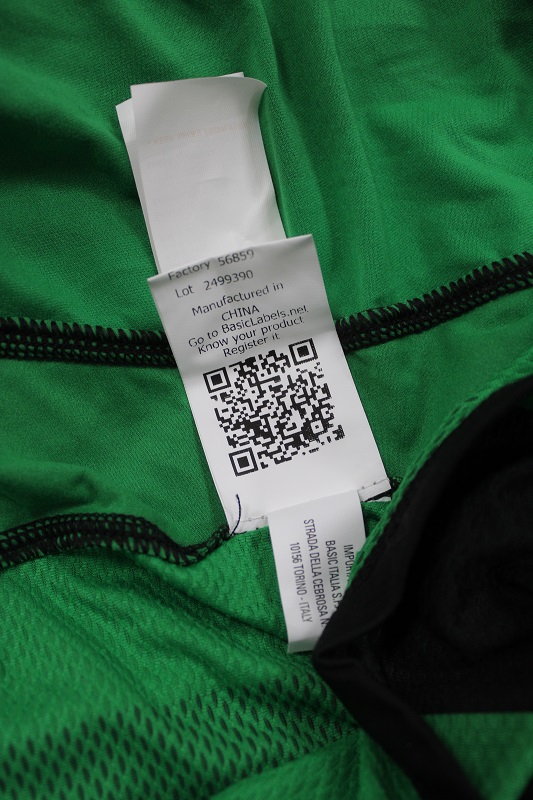 Factory 56859
Lot 2499390
Manufactured in
CHINA
Go to BasicLabels.net
Know your product
Register it
BASIC ITALIA S.P.
STRADA DELLA CEBROSA N
10156 TORINO - ITALY